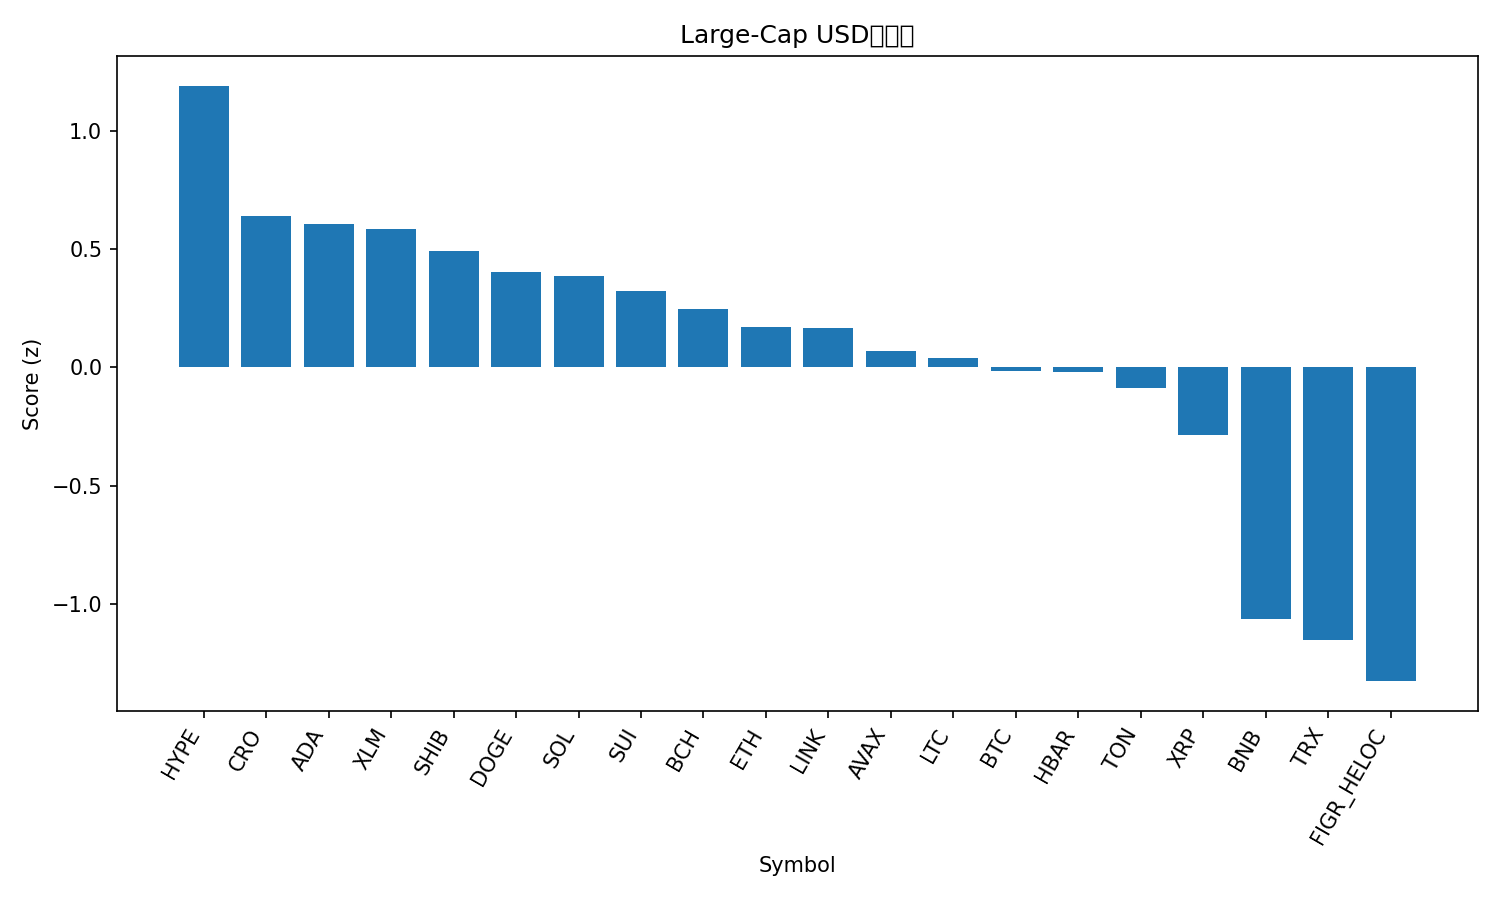 Large-Cap USD
1.0
0.5
0.0
−0.5
−1.0
Score (z)
HYPE
CRO
ADA
XLM
SHIB
DOGE
SOL
SUI
BCH
ETH
LINK
AVAX
LTC
BTC
HBAR
TON
XRP
BNB
TRX
FIGR_HELOC
Symbol